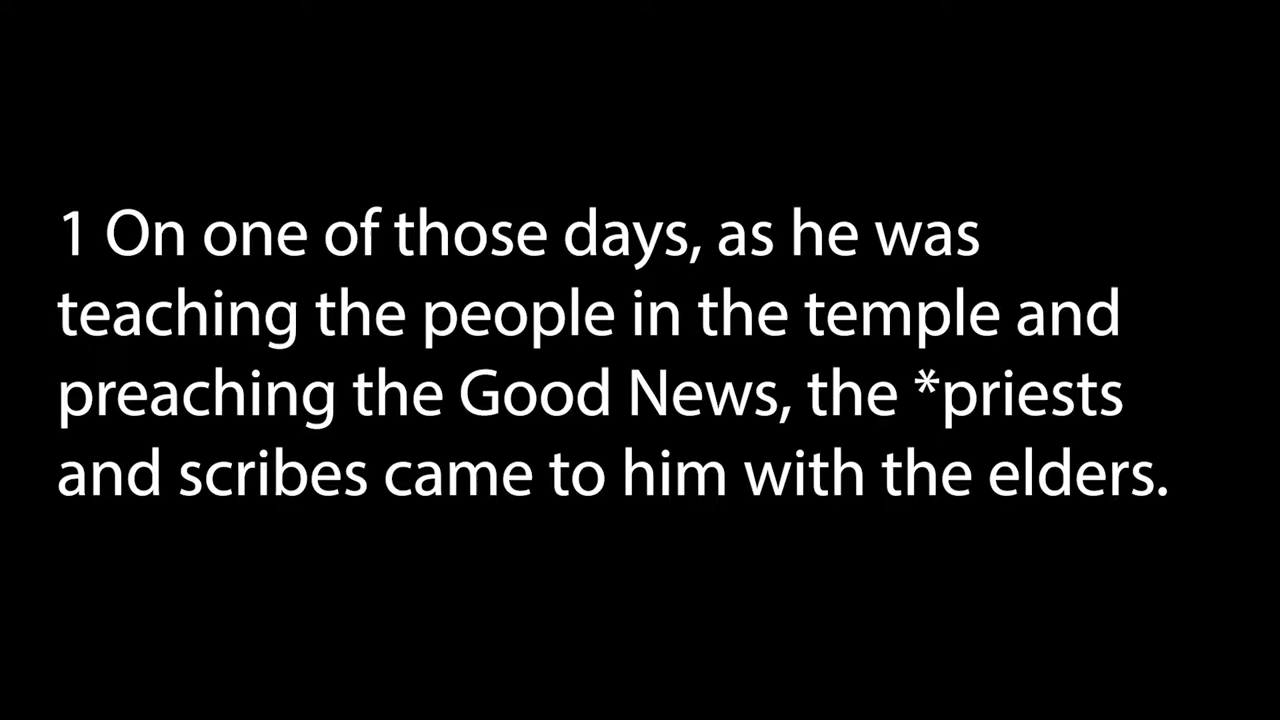 1 On one of those days, as he was
teaching the people in the temple and
preaching the Good News, the *priests
and scribes came to him with the elders.